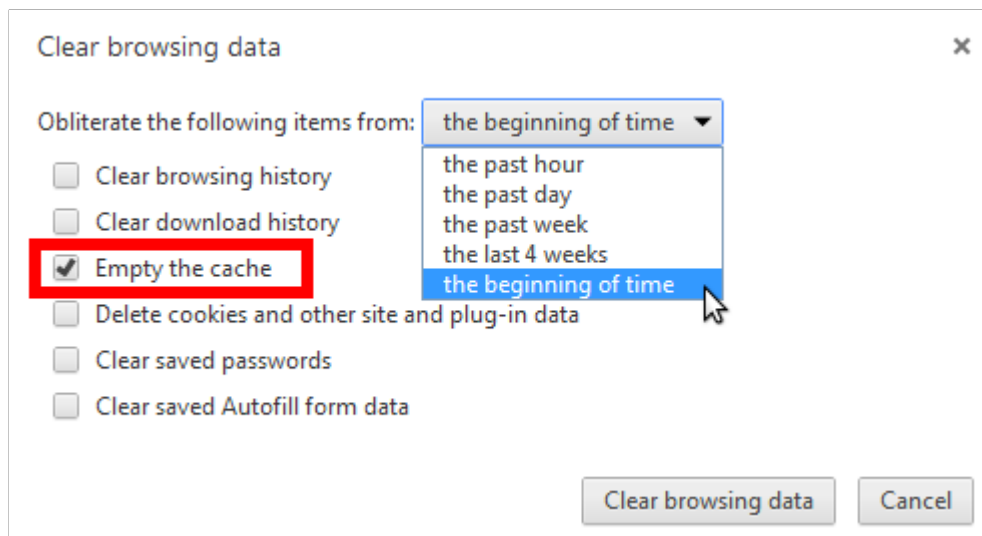 Clear browsing data
Obliterate the following items from: the beginning of time
the past hour
the past day
the past week
the last 4 weeks
the beginning of time
Clear browsing history
Clear download history
Empty the cache
Delete cookies and other site and plug-in data
Clear saved passwords
Clear saved Autofill form data
Clear browsing data Cancel